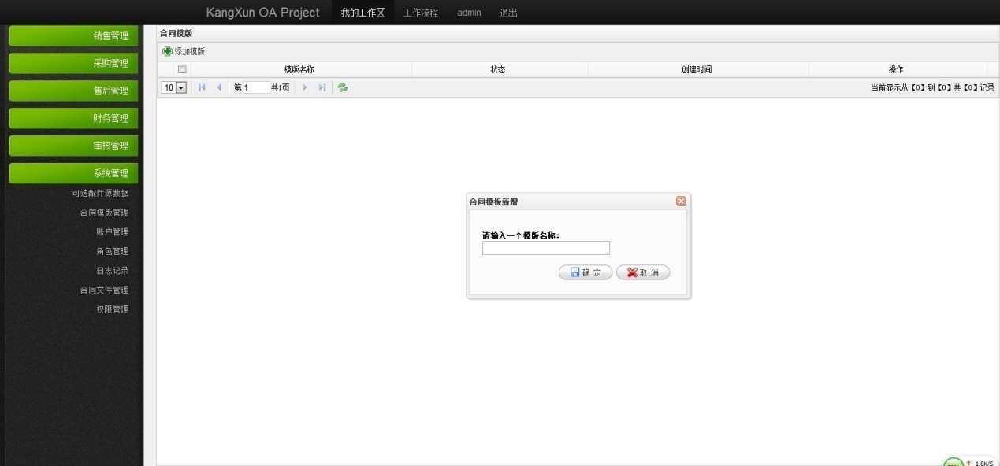 KangXun OA Project 我的工作区 工作流程 admin 退出
销售管理
采购管理
售后管理
财务管理
审核管理
系统管理
可选配件源数据
合同模版管理
账户管理
角色管理
日志记录
合同文件管理
权限管理
合同模版
添加模版
模版名称 状态 创建时间 操作
10 第 1 共1页 当前显示从【0】到【0】共【0】记录
合同模板新增
请输入一个模版名称：
确 定 取 消
1.8K/S